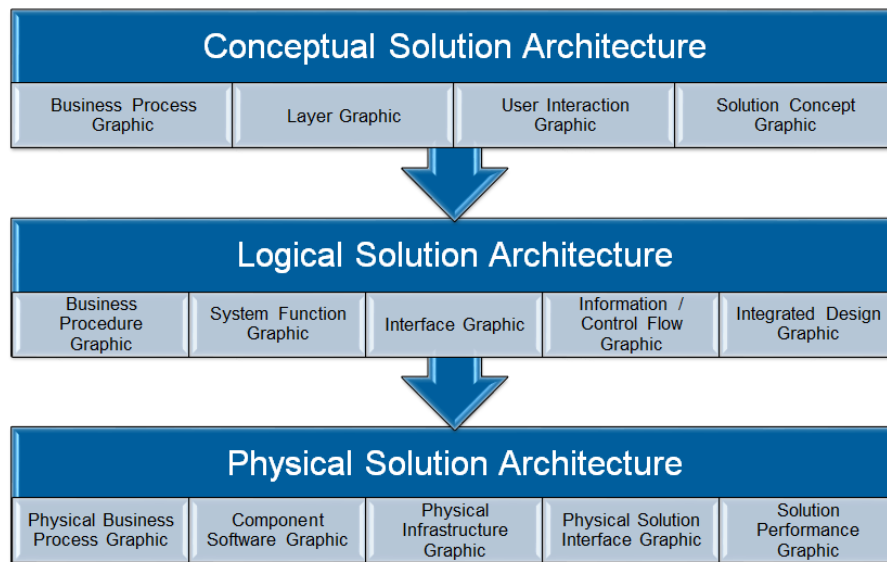 Conceptual Solution Architecture
Business Process
Graphic
Layer Graphic
User Interaction
Graphic
Solution Concept
Graphic
Logical Solution Architecture
Business
Procedure
Graphic
System Function
Graphic
Interface Graphic
Information /
Control Flow
Graphic
Integrated Design
Graphic
Physical Solution Architecture
Physical Business
Process Graphic
Component
Software Graphic
Physical
Infrastructure
Graphic
Physical Solution
Interface Graphic
Solution
Performance
Graphic